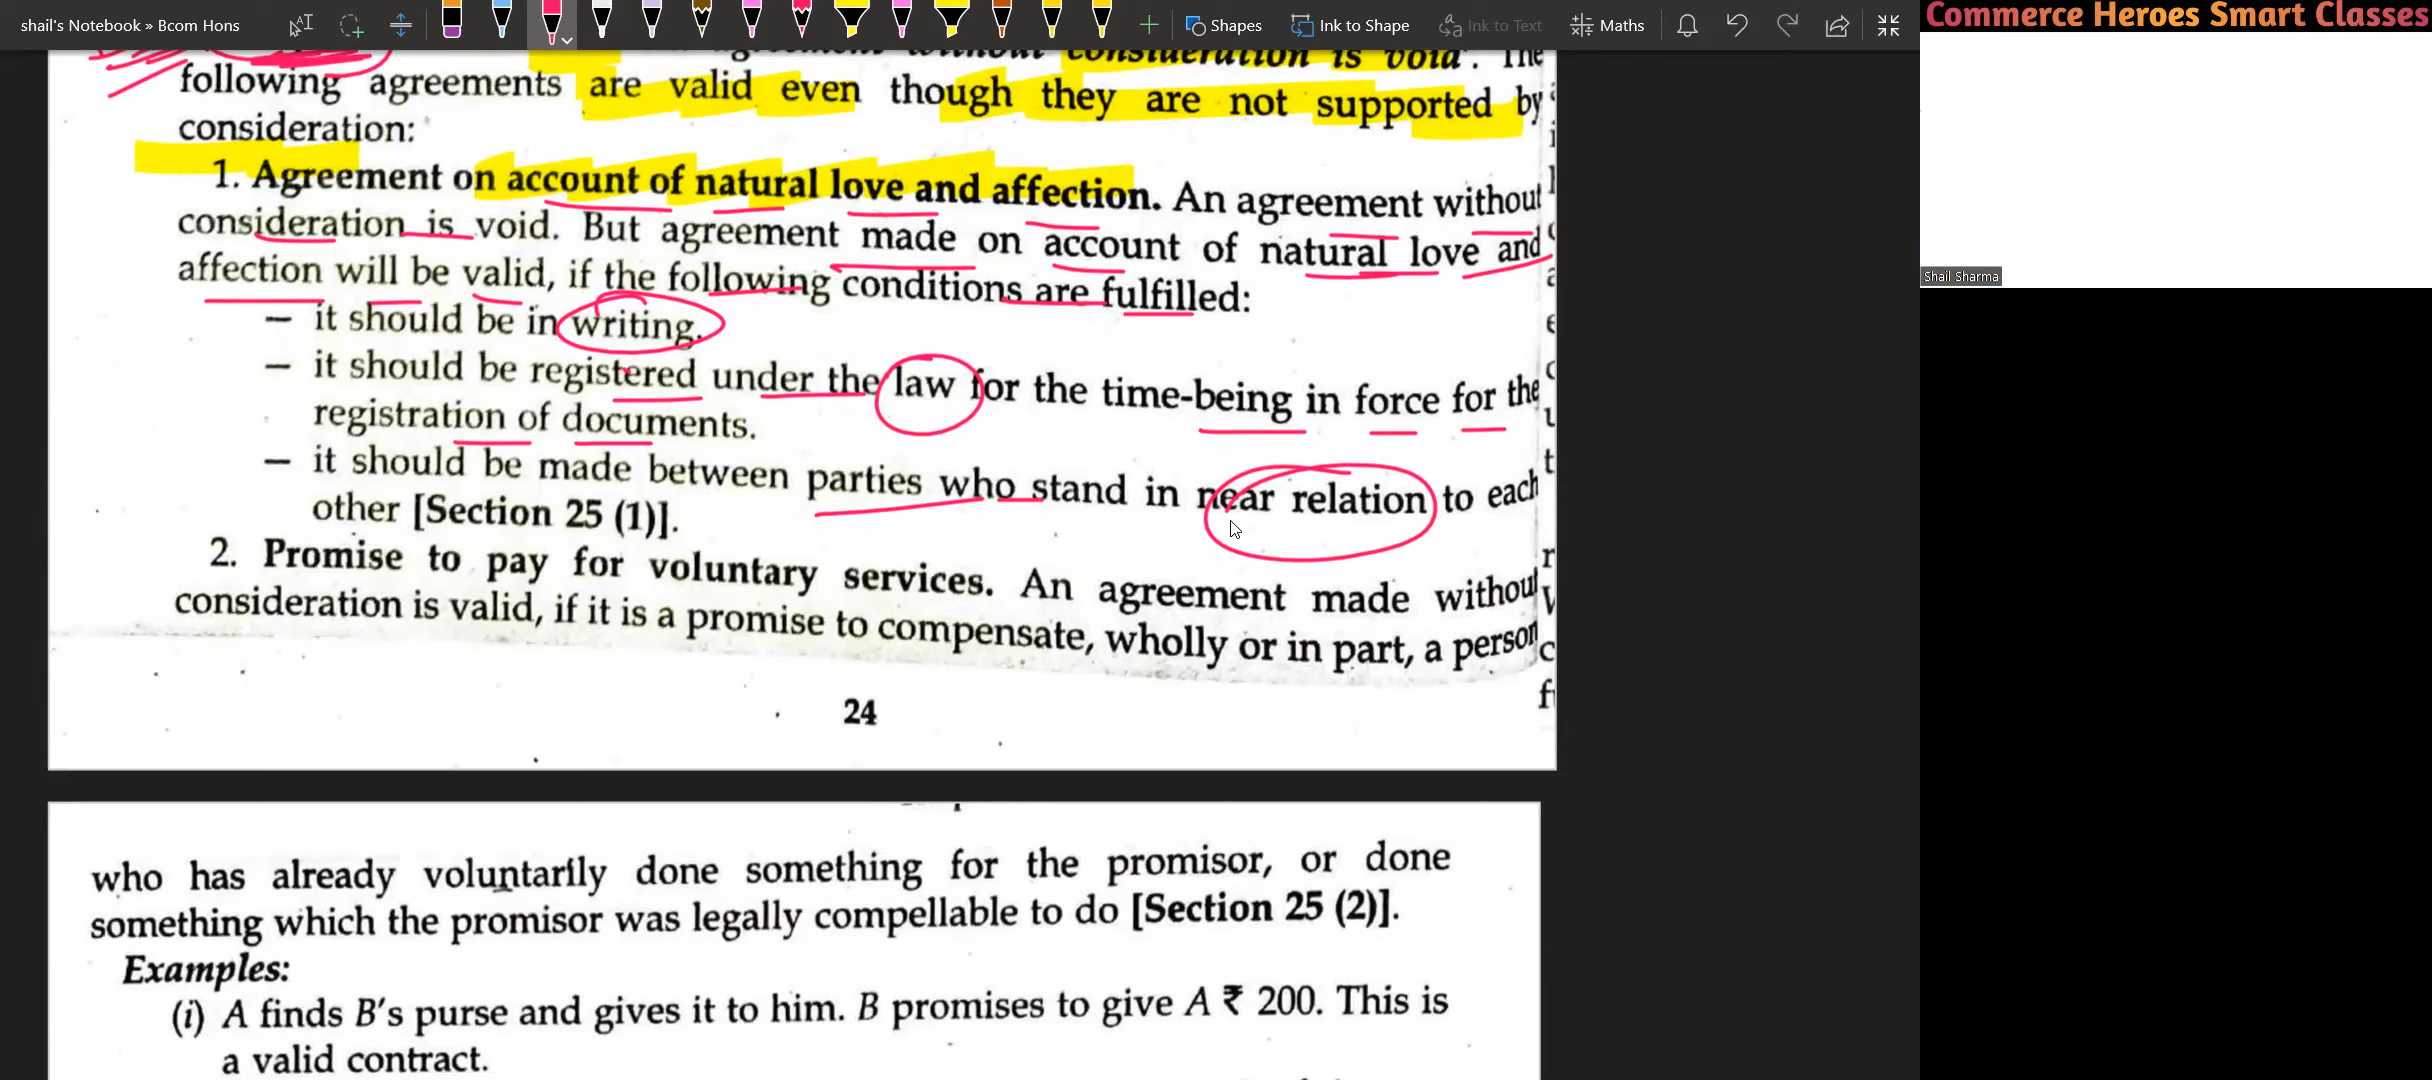 shail's Notebook » Bcom Hons
Shapes
Ink to Shape
Ink to Text
Maths
Commerce Heroes Smart Classes
Shail Sharma
without consideration is void'. The
following agreements are valid even though they are not supported by
consideration:
1. Agreement on account of natural love and affection. An agreement without
consideration is void. But agreement made on account of natural love and
affection will be valid, if the following conditions are fulfilled:
— it should be in writing.
— it should be registered under the law for the time-being in force for the
registration of documents.
— it should be made between parties who stand in near relation to each
other [Section 25 (1)].
2. Promise to pay for voluntary services. An agreement made without
consideration is valid, if it is a promise to compensate, wholly or in part, a person
24
who has already voluntarily done something for the promisor, or done
something which the promisor was legally compellable to do [Section 25 (2)].
Examples:
(i) A finds B's purse and gives it to him. B promises to give A ₹ 200. This is
a valid contract.